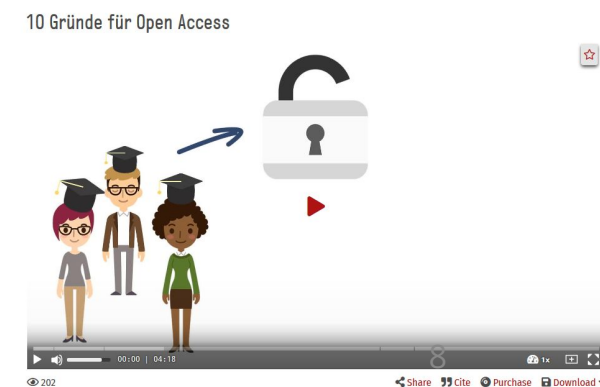 10 Gründe für Open Access
00:00 | 04:18
8
1x
202
Share Cite Purchase Download